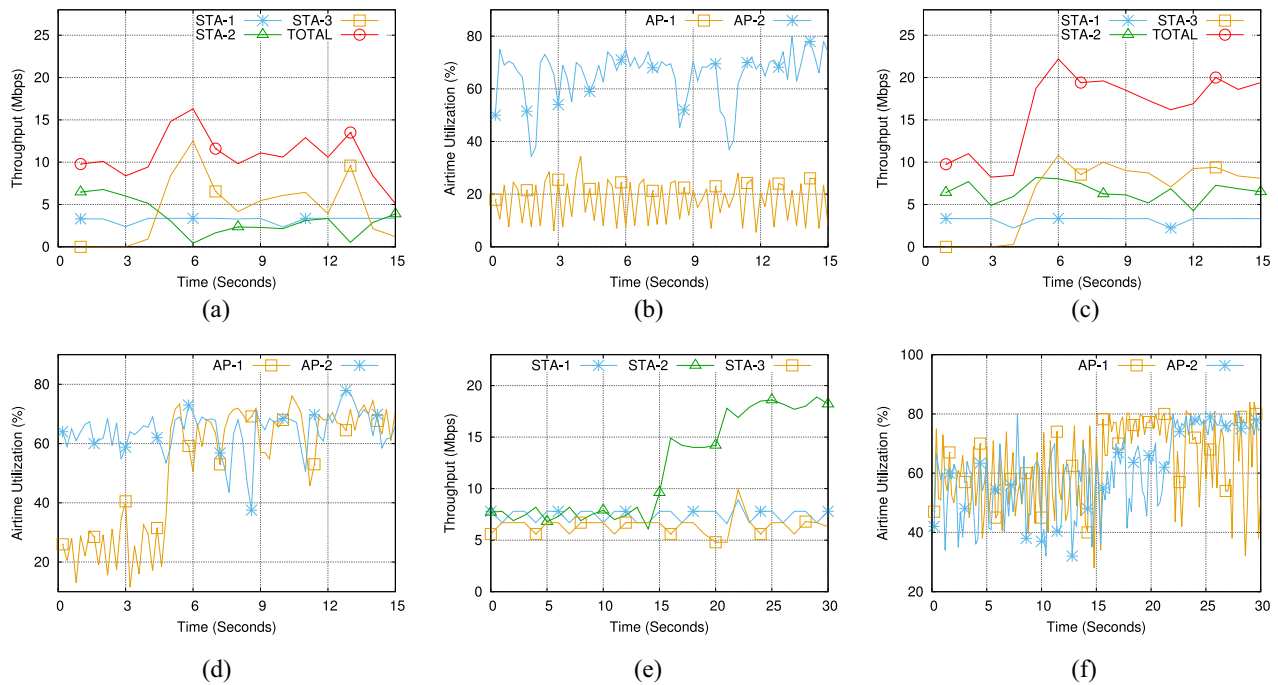 STA-1 STA-3
STA-2 TOTAL
Throughput (Mbps)
25
20
15
10
5
0
0 3 6 9 12 15
Time (Seconds)
(a)
AP-1 AP-2
Airtime Utilization (%)
80
60
40
20
0
0 3 6 9 12 15
Time (Seconds)
(b)
STA-1 STA-3
STA-2 TOTAL
Throughput (Mbps)
25
20
15
10
5
0
0 3 6 9 12 15
Time (Seconds)
(c)
AP-1 AP-2
Airtime Utilization (%)
80
60
40
20
0 3 6 9 12 15
Time (Seconds)
(d)
STA-1 STA-2 STA-3
Throughput (Mbps)
20
15
10
5
0
0 5 10 15 20 25 30
Time (Seconds)
(e)
AP-1 AP-2
Airtime Utilization (%)
100
80
60
40
20
0 5 10 15 20 25 30
Time (Seconds)
(f)